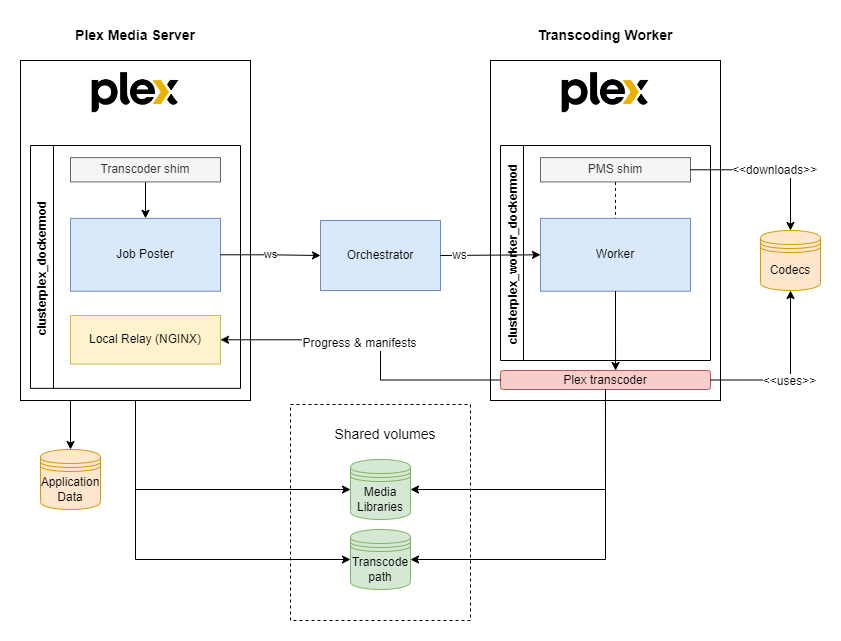 Plex Media Server
Transcoding Worker
plex
plex
clusterplex_dockermod
Transcoder shim
Job Poster
Local Relay (NGINX)
ws
Orchestrator
ws
clusterplex_worker_dockermod
PMS shim
Worker
Plex transcoder
<<downloads>>
Codecs
<<uses>>
Progress & manifests
Application
Data
Shared volumes
Media
Libraries
Transcode
path